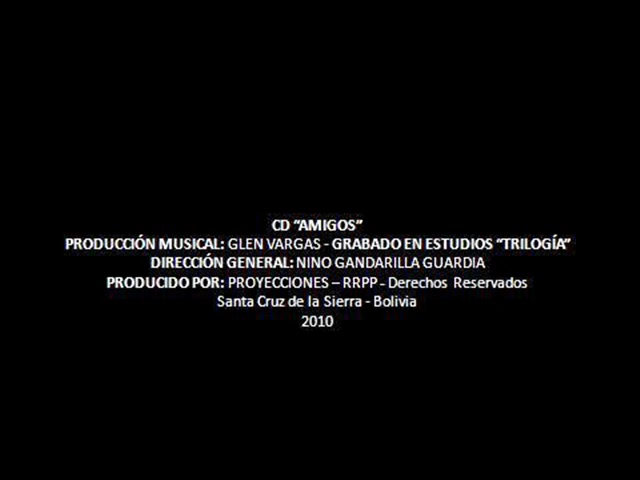 CD “AMIGOS”
PRODUCCIÓN MUSICAL: GLEN VARGAS - GRABADO EN ESTUDIOS “TRILOGÍA”
DIRECCIÓN GENERAL: NINO GANDARILLA GUARDIA
PRODUCIDO POR: PROYECCIONES – RRPP - Derechos Reservados
Santa Cruz de la Sierra - Bolivia
2010